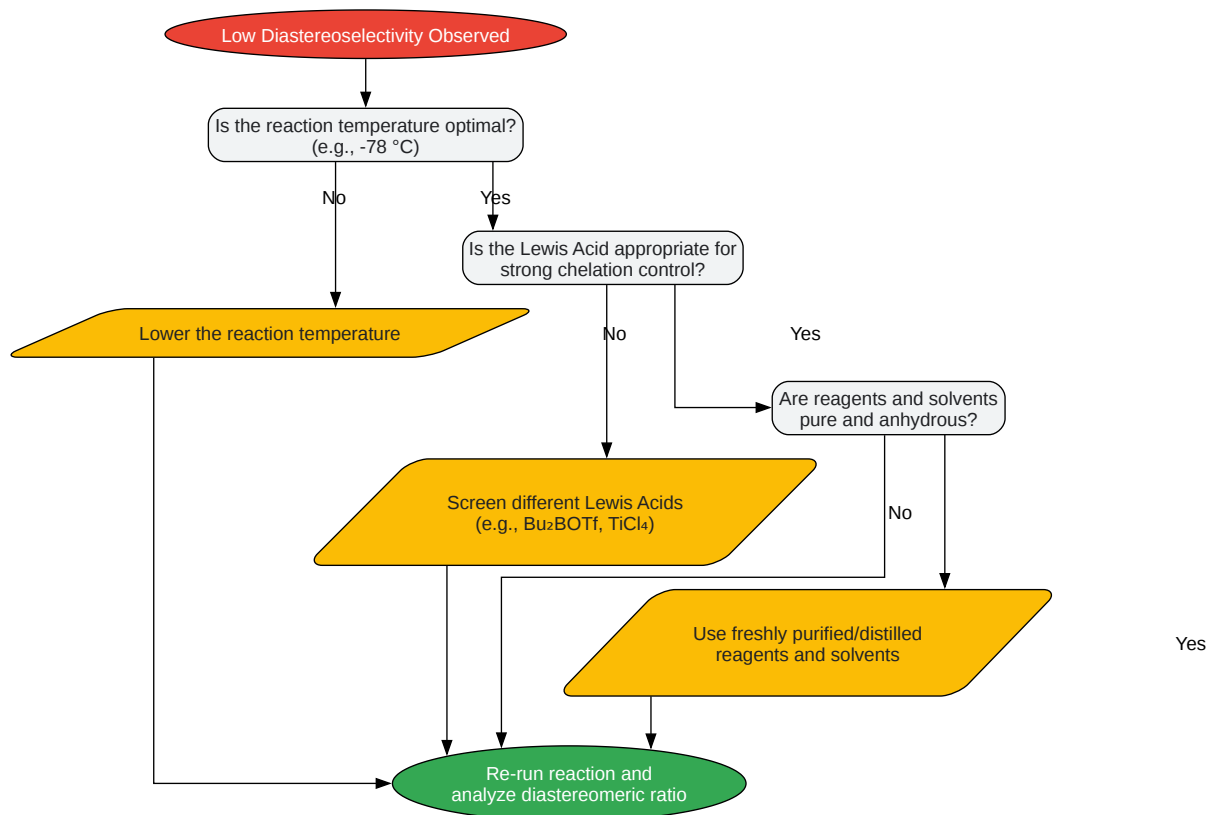 Low Diastereoselectivity Observed
Is the reaction temperature optimal?
(e.g., -78 °C)
No
Yes
Is the Lewis Acid appropriate for
strong chelation control?
Lower the reaction temperature
No
Yes
Are reagents and solvents
pure and anhydrous?
Screen different Lewis Acids
(e.g., Bu₂BOTf, TiCl₄)
No
Use freshly purified/distilled
reagents and solvents
Yes
Re-run reaction and
analyze diastereomeric ratio